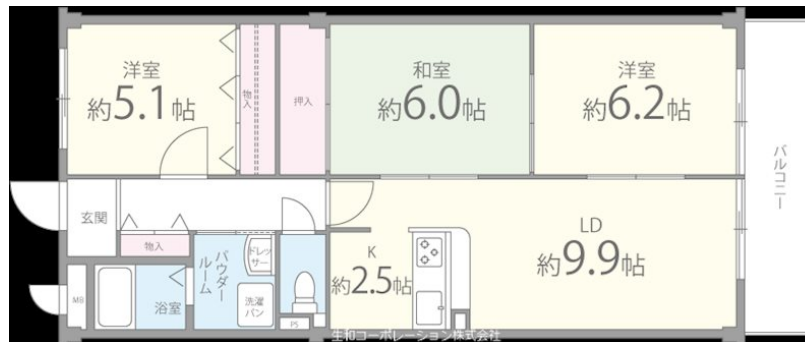 洋室
約5.1帖
物入
押入
和室
約6.0帖
洋室
約6.2帖
バルコニー
玄関
物入
MB
浴室
パウダー
ルーム
ドレッ
サー
洗濯
パン
PS
K
約2.5帖
LD
約9.9帖
生和コーポレーション株式会社